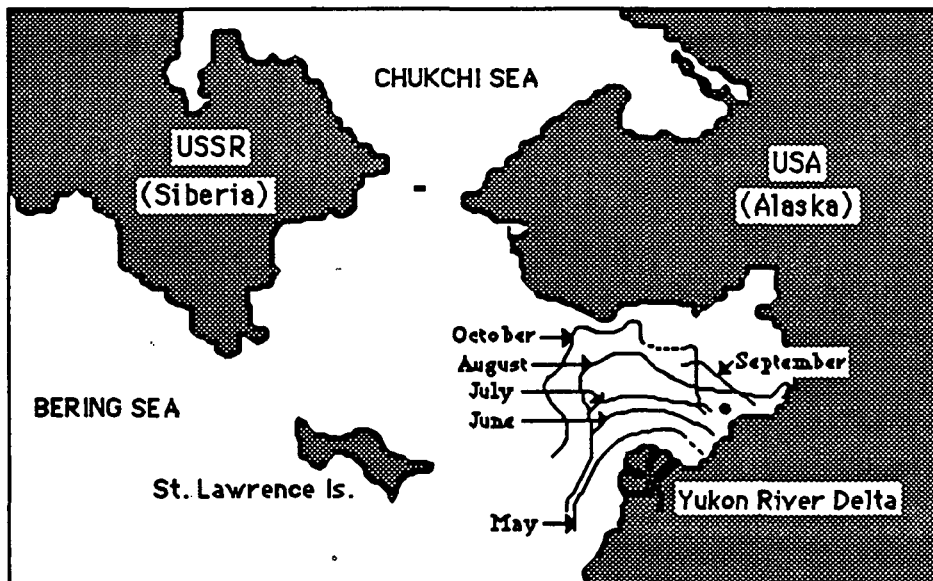 CHUKCHI SEA
USSR
(Siberia)
USA
(Alaska)
October
August
September
July
BERING SEA
June
St. Lawrence Is.
Yukon River Delta
May